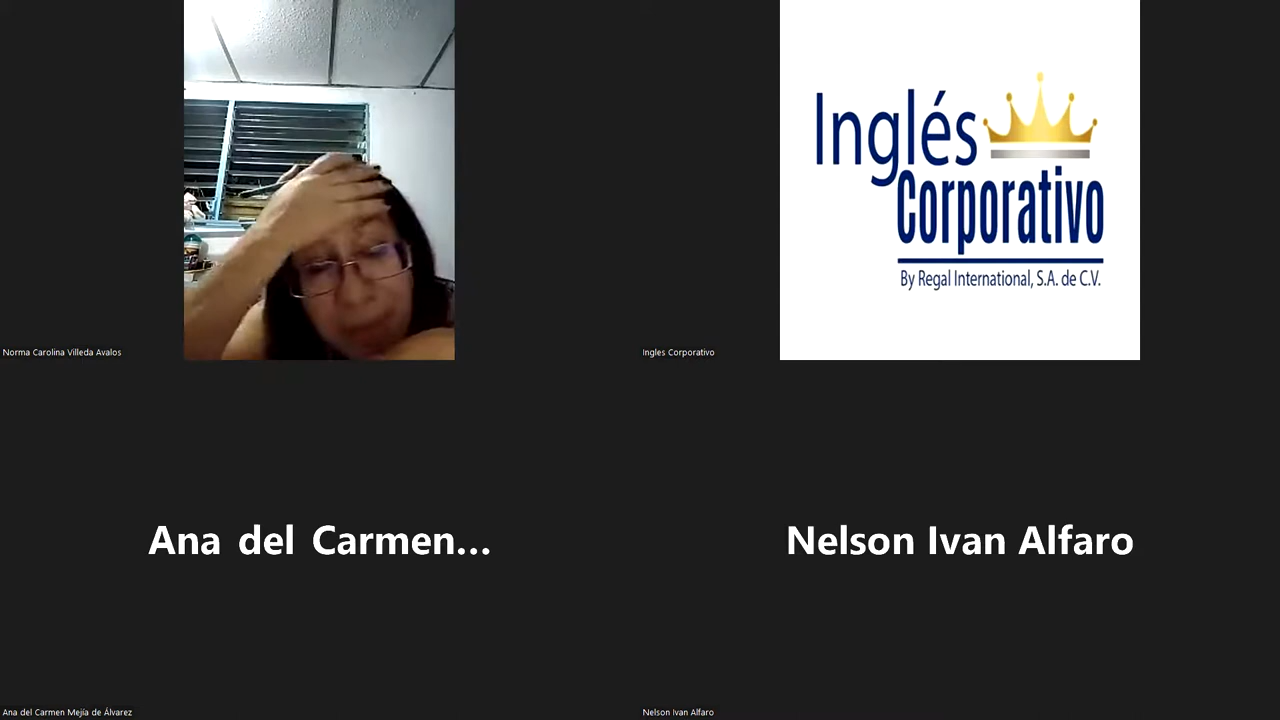 Inglés
Corporativo
By Regal International, S.A. de C.V.
Norma Carolina Villeda Avalos
Ingles Corporativo
Ana del Carmen...
Nelson Ivan Alfaro
Ana del Carmen Mejía de Álvarez
Nelson Ivan Alfaro